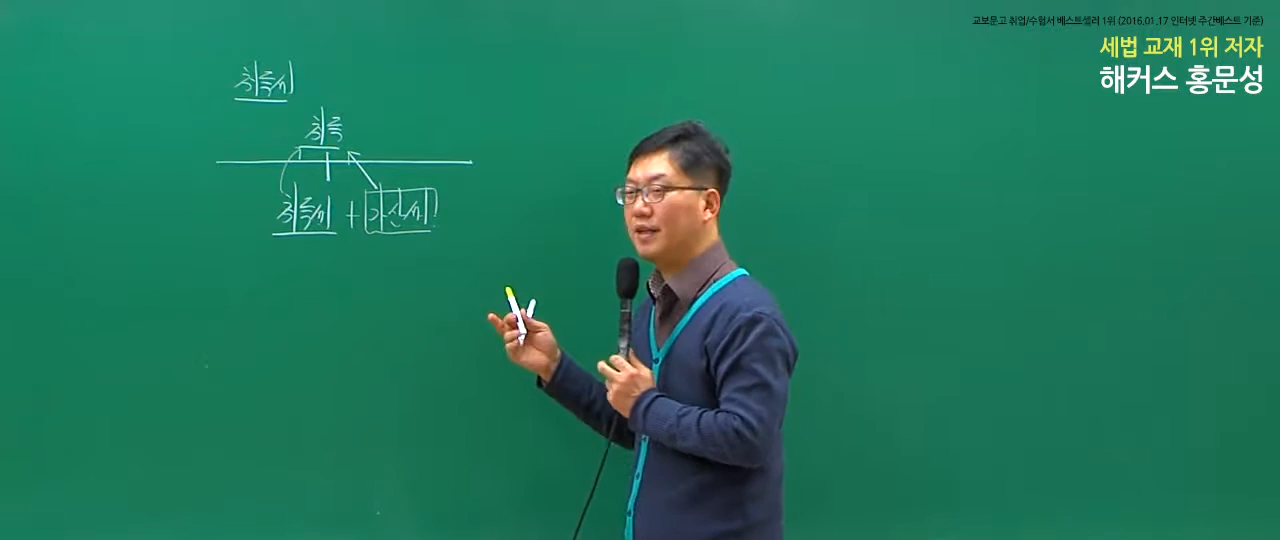 교보문고 취업/수험서 베스트셀러 1위 (2016.01.17 인터넷 주간베스트 기준)
세법 교재 1위 저자
해커스 홍문성
취득세
취득
취득세 + 가산세!